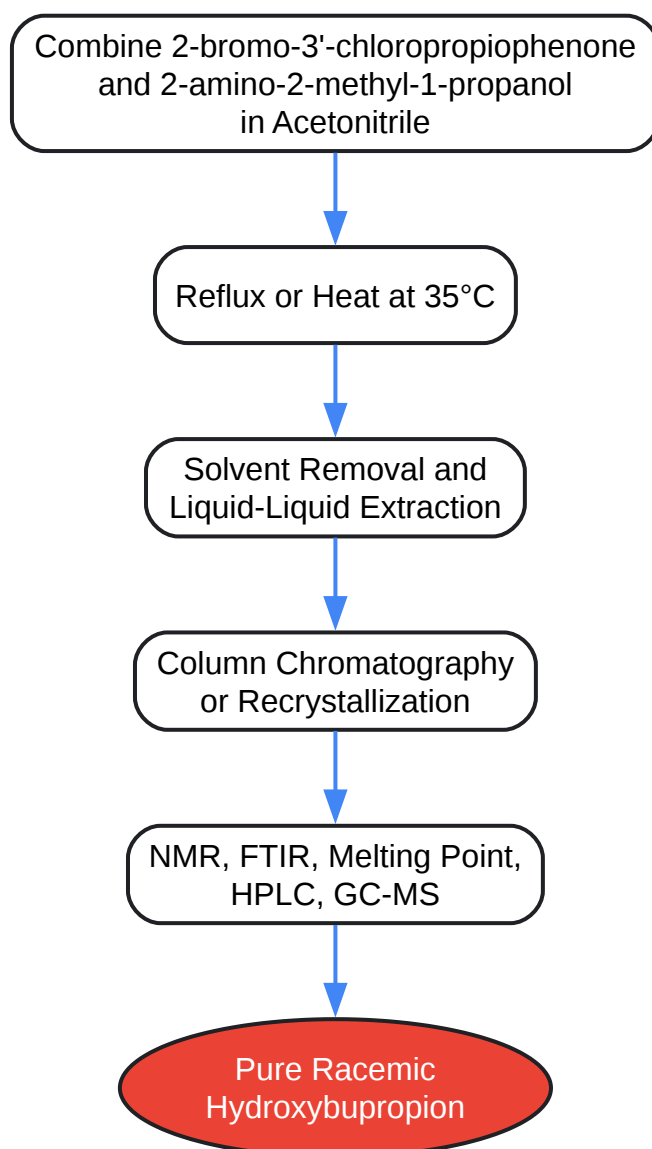 Combine 2-bromo-3'-chloropropiophenone
and 2-amino-2-methyl-1-propanol
in Acetonitrile
Reflux or Heat at 35°C
Solvent Removal and
Liquid-Liquid Extraction
Column Chromatography
or Recrystallization
NMR, FTIR, Melting Point,
HPLC, GC-MS
Pure Racemic
Hydroxybupropion